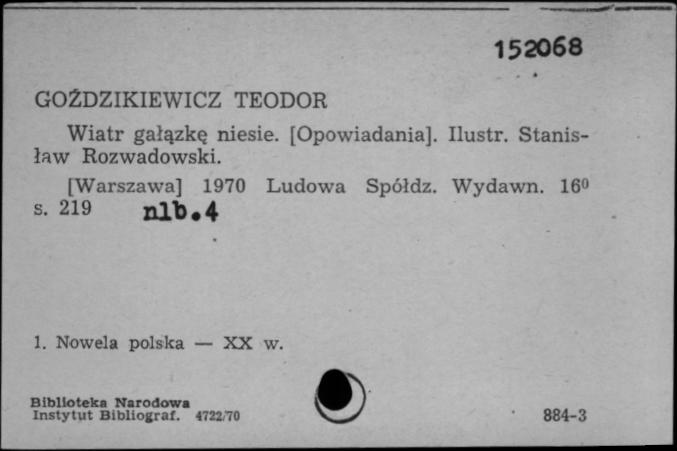 152068
GOŹDZIKIEWICZ TEODOR
Wiatr gałązkę niesie. [Opowiadania]. Ilustr. Stanis-
ław Rozwadowski.
[Warszawa] 1970 Ludowa Spółdz. Wydawn. 16⁰
s. 219 nlb.4
1. Nowela polska — XX w.
Biblioteka Narodowa
Instytut Bibliograf. 4722/70
884-3